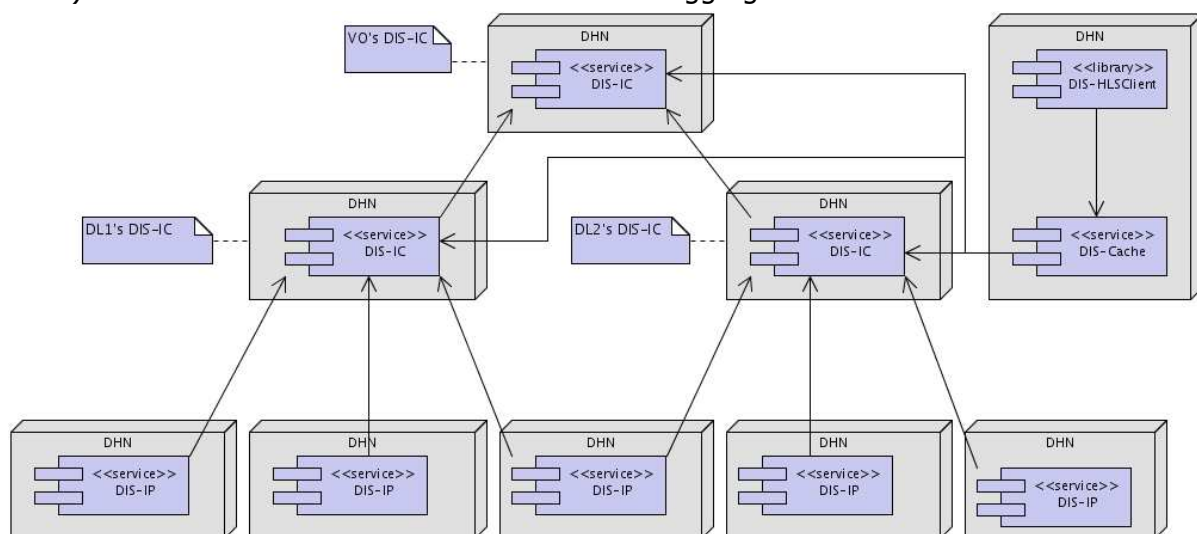 VO's DIS-IC
DHN
<<service>>
DIS-IC
DHN
<<library>>
DIS-HLSClient
<<service>>
DIS-Cache
DL1's DIS-IC
DHN
<<service>>
DIS-IC
DL2's DIS-IC
DHN
<<service>>
DIS-IC
DHN
<<service>>
DIS-IP
DHN
<<service>>
DIS-IP
DHN
<<service>>
DIS-IP
DHN
<<service>>
DIS-IP
DHN
<<service>>
DIS-IP